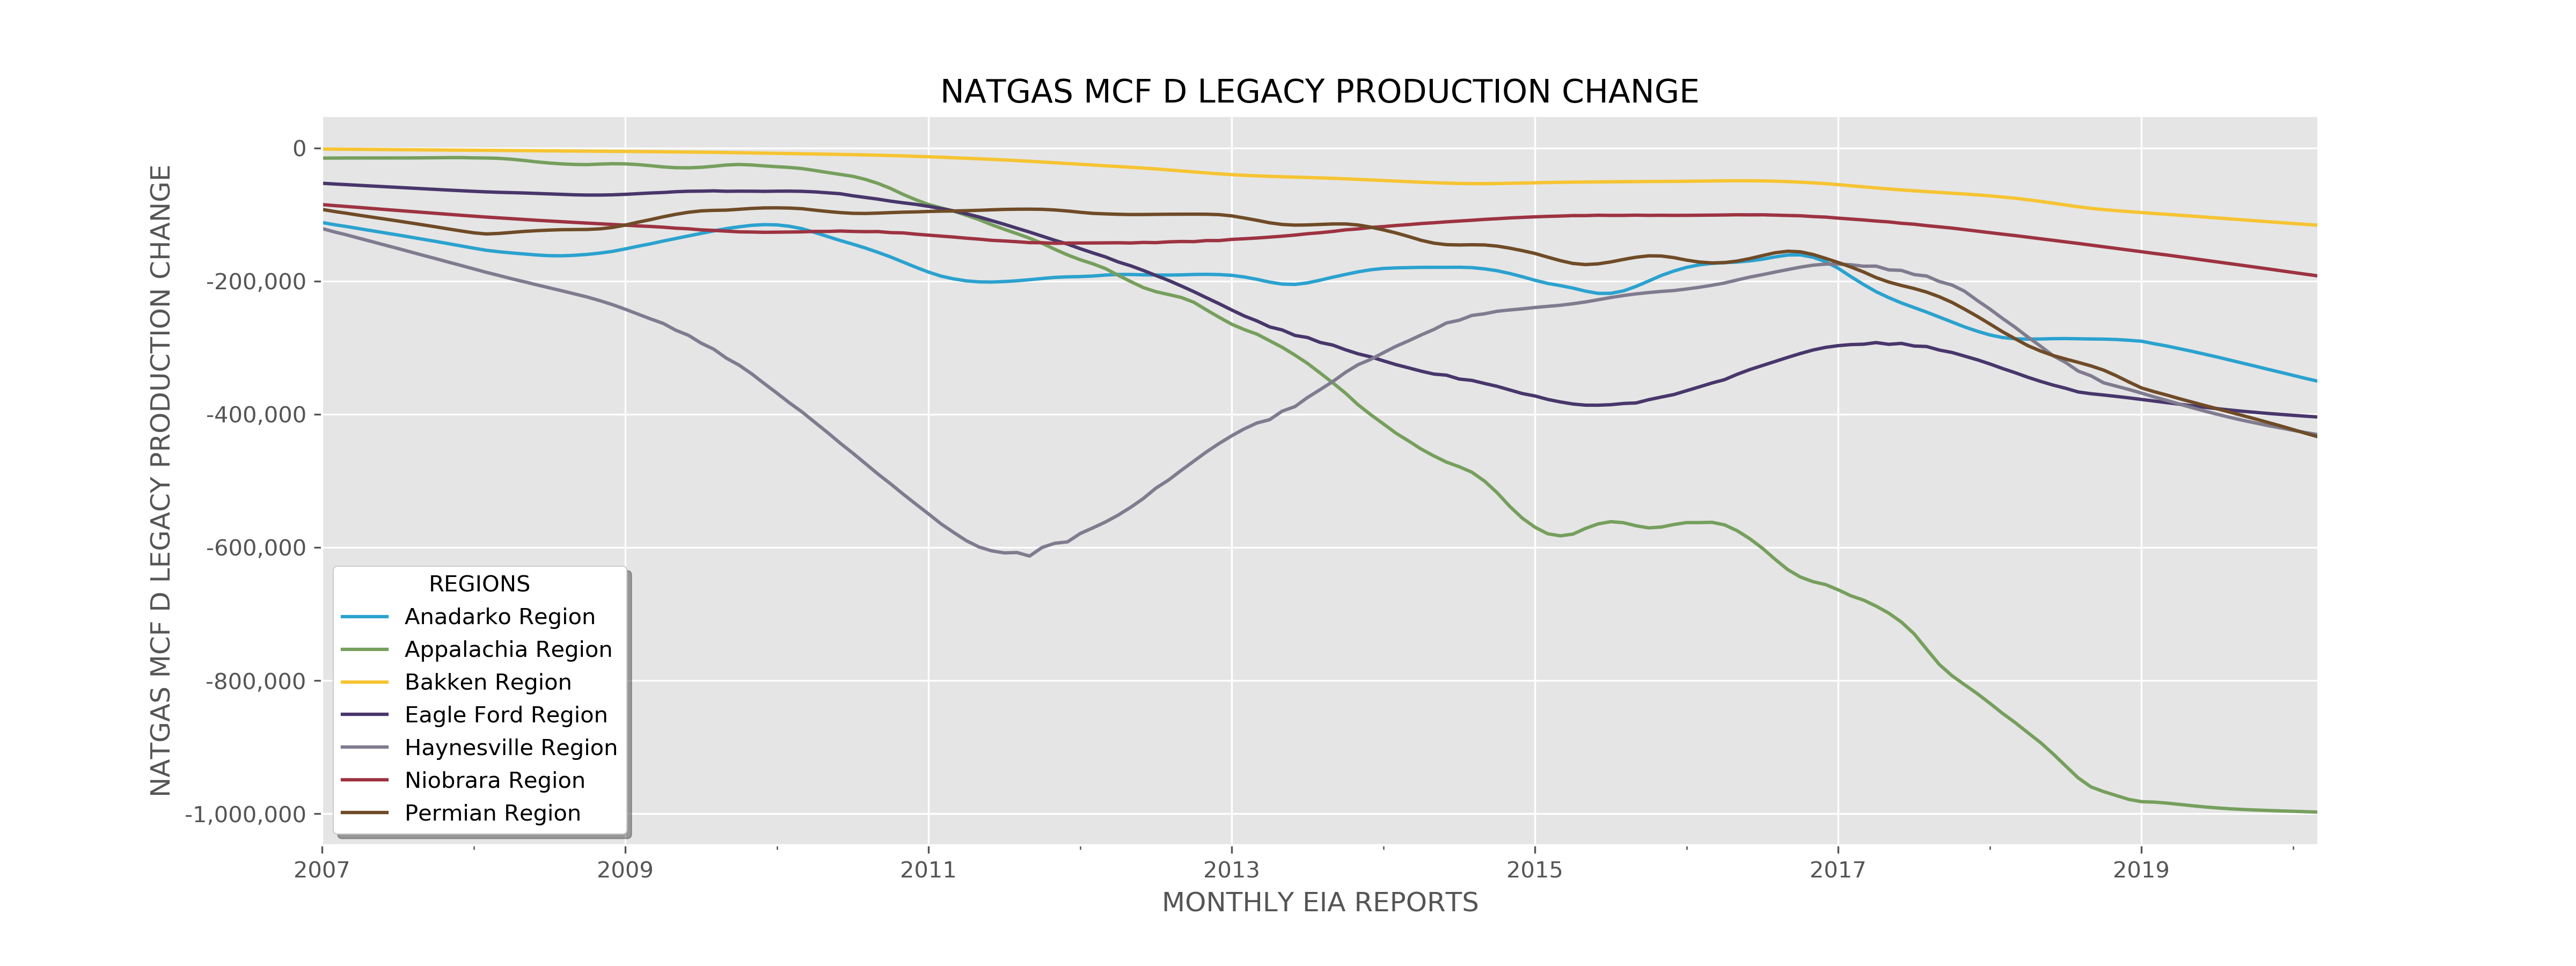 NATGAS MCF D LEGACY PRODUCTION CHANGE
NATGAS MCF D LEGACY PRODUCTION CHANGE
0
-200,000
-400,000
-600,000
-800,000
-1,000,000
REGIONS
Anadarko Region
Appalachia Region
Bakken Region
Eagle Ford Region
Haynesville Region
Niobrara Region
Permian Region
2007 2009 2011 2013 2015 2017 2019
MONTHLY EIA REPORTS